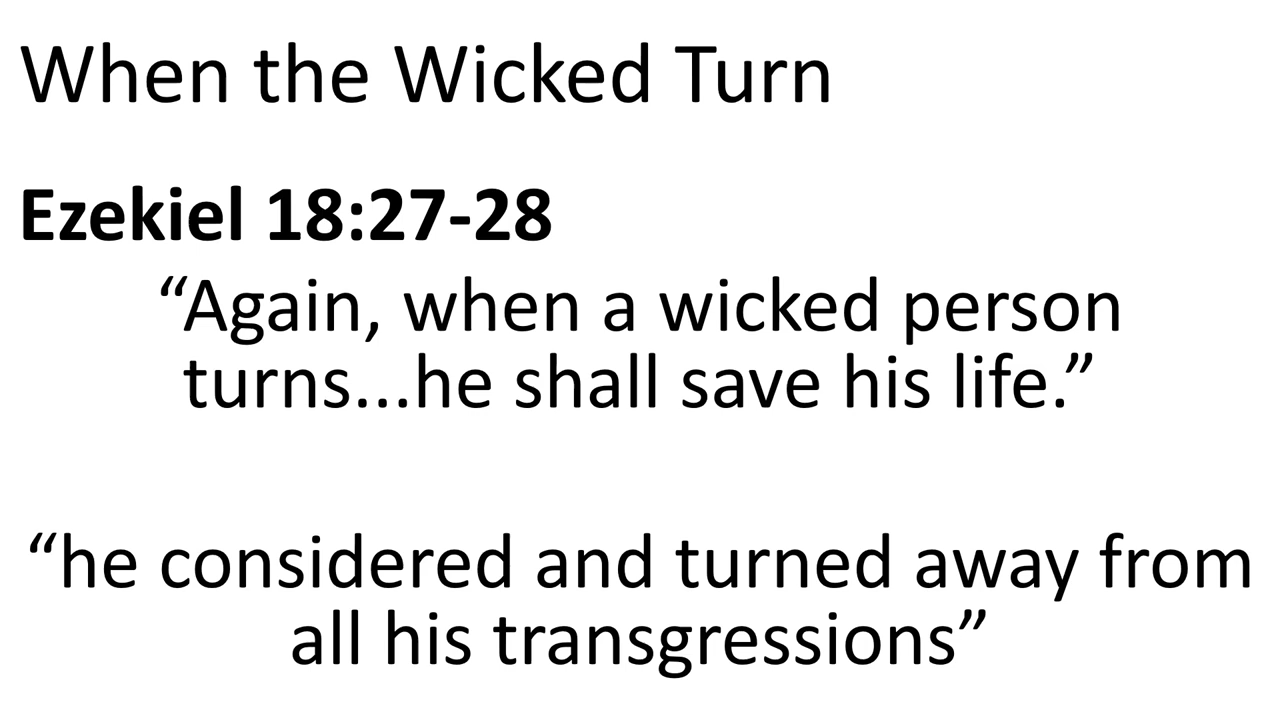 When the Wicked Turn
Ezekiel 18:27-28
“Again, when a wicked person
turns...he shall save his life.”
“he considered and turned away from
all his transgressions”